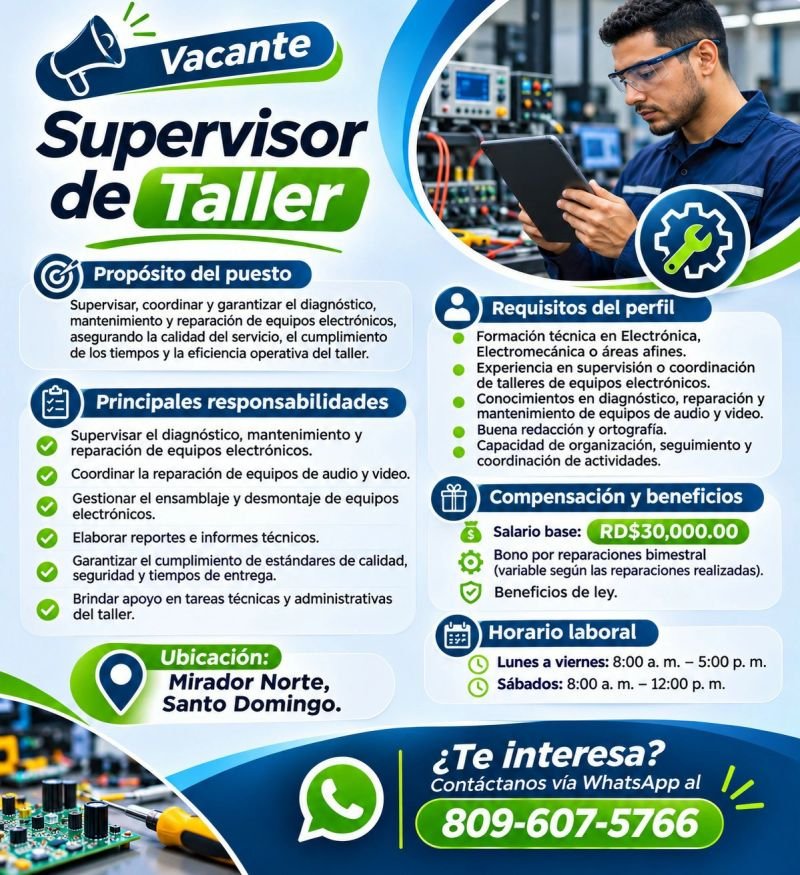 Vacante
Supervisor
de Taller
Propósito del puesto
Supervisar, coordinar y garantizar el diagnóstico,
mantenimiento y reparación de equipos electrónicos,
asegurando la calidad del servicio, el cumplimiento
de los tiempos y la eficiencia operativa del taller.
Principales responsabilidades
Supervisar el diagnóstico, mantenimiento y
reparación de equipos electrónicos.
Coordinar la reparación de equipos de audio y video.
Gestionar el ensamblaje y desmontaje de equipos
electrónicos.
Elaborar reportes e informes técnicos.
Garantizar el cumplimiento de estándares de calidad,
seguridad y tiempos de entrega.
Brindar apoyo en tareas técnicas y administrativas
del taller.
Ubicación:
Mirador Norte,
Santo Domingo.
Requisitos del perfil
Formación técnica en Electrónica,
Electromecánica o áreas afines.
Experiencia en supervisión o coordinación
de talleres de equipos electrónicos.
Conocimientos en diagnóstico, reparación y
mantenimiento de equipos de audio y video.
Buena redacción y ortografía.
Capacidad de organización, seguimiento y
coordinación de actividades.
Compensación y beneficios
$ Salario base: RD$30,000.00
Bono por reparaciones bimestral
(variable según las reparaciones realizadas).
Beneficios de ley.
Horario laboral
Lunes a viernes: 8:00 a. m. – 5:00 p. m.
Sábados: 8:00 a. m. – 12:00 p. m.
¿Te interesa?
Contáctanos vía WhatsApp al
809-607-5766